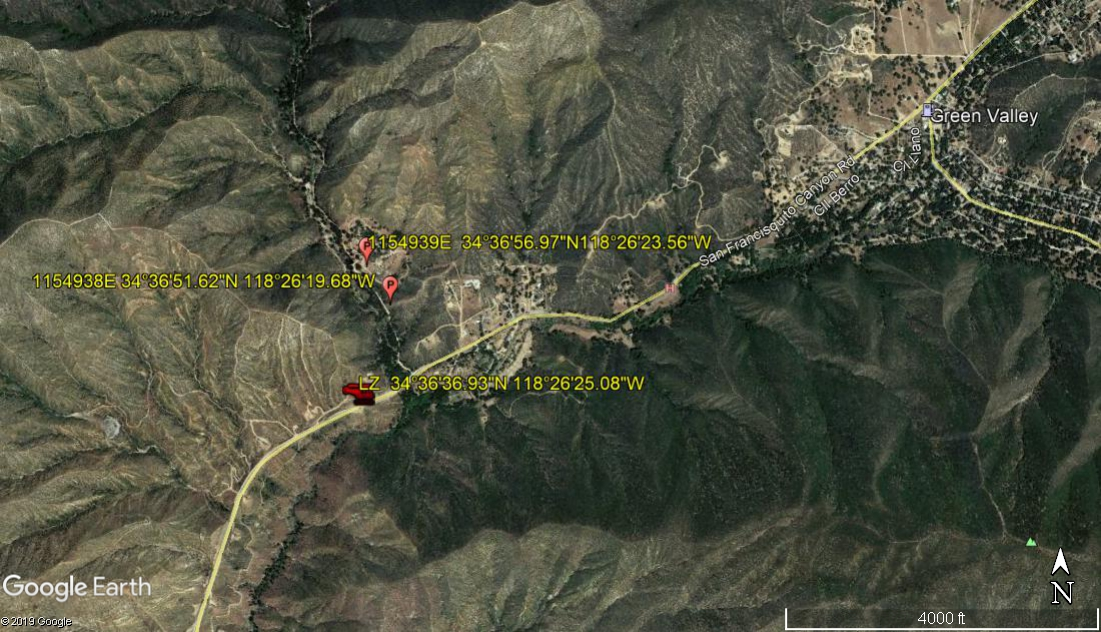 Green Valley
Cl Llano
San Francisquito Canyon Rd
Cll Berro
P 1154939E 34°36'56.97"N118°26'23.56"W
1154938E 34°36'51.62"N 118°26'19.68"W P
H
LZ 34°36'36.93"N 118°26'25.08"W
Google Earth
N
© 2019 Google
4000 ft